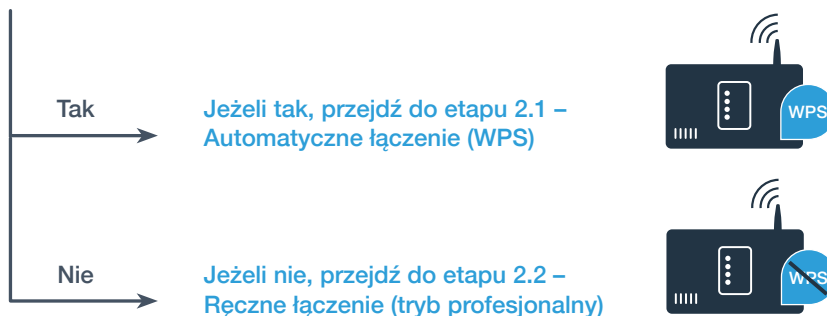 Tak
Jeżeli tak, przejdź do etapu 2.1 –
Automatyczne łączenie (WPS)
WPS
Nie
Jeżeli nie, przejdź do etapu 2.2 –
Ręczne łączenie (tryb profesjonalny)
WPS